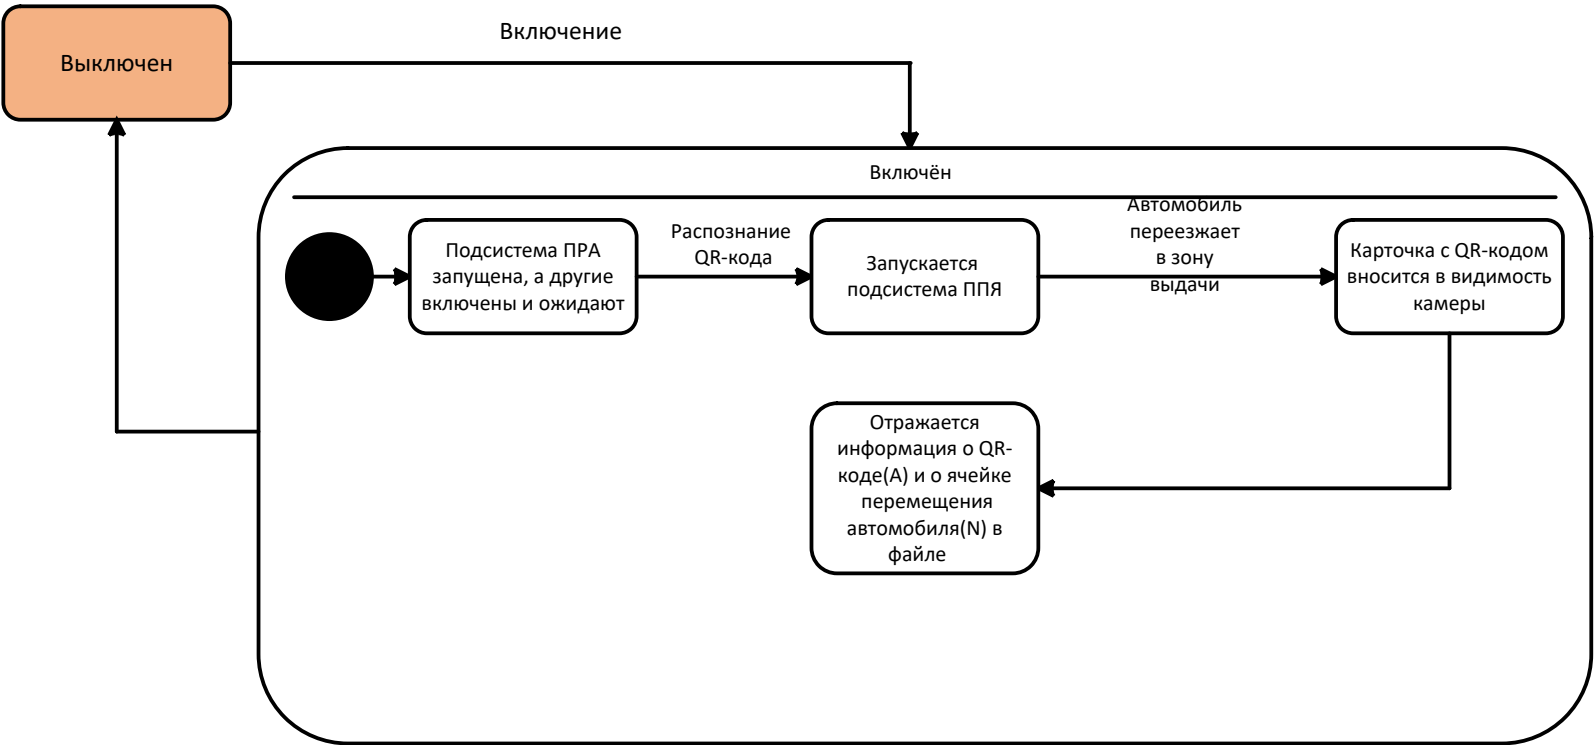 Выключен
Включение
Включён
Подсистема ПРА
запущена, а другие
включены и ожидают
Распознание
QR-кода
Запускается
подсистема ППЯ
Автомобиль
переезжает
в зону
выдачи
Карточка с QR-кодом
вносится в видимость
камеры
Отражается
информация о QR-
коде(А) и о ячейке
перемещения
автомобиля(N) в
файле